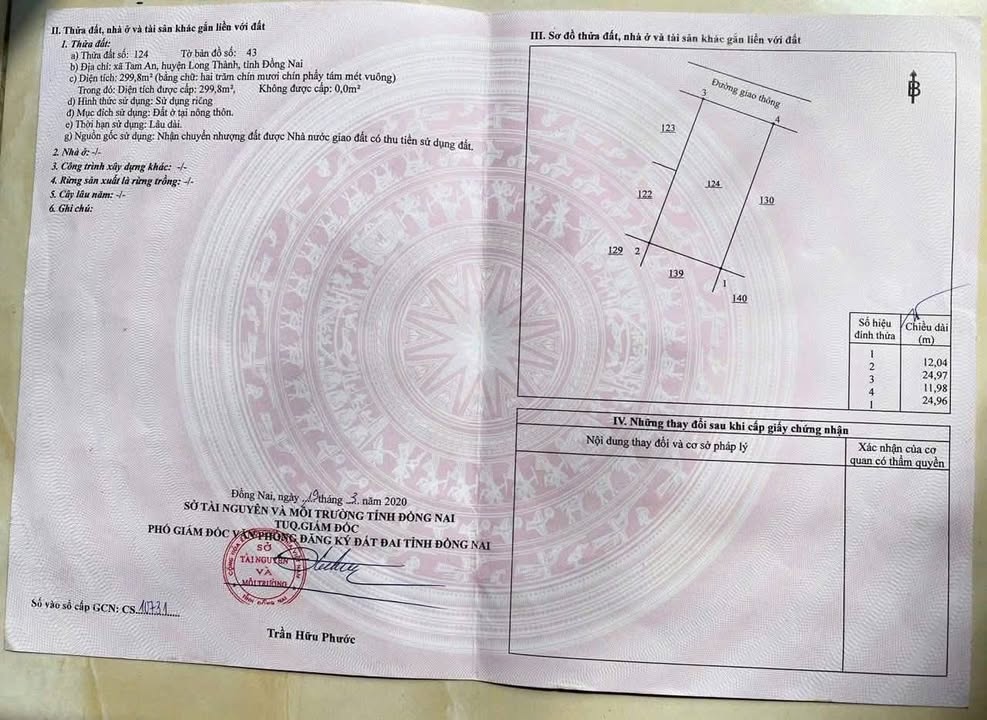 II. Thửa đất, nhà ở và tài sản khác gắn liền với đất
1. Thửa đất:
a) Thửa đất số: 124 Tờ bản đồ số: 43
b) Địa chỉ: xã Tam An, huyện Long Thành, tỉnh Đồng Nai
c) Diện tích: 299,8m² (bằng chữ: hai trăm chín mươi chín phẩy tám mét vuông)
Trong đó: Diện tích được cấp: 299,8m², Không được cấp: 0,0m²
d) Hình thức sử dụng: Sử dụng riêng
đ) Mục đích sử dụng: Đất ở tại nông thôn.
e) Thời hạn sử dụng: Lâu dài.
g) Nguồn gốc sử dụng: Nhận chuyển nhượng đất được Nhà nước giao đất có thu tiền sử dụng đất.
2. Nhà ở: -/-
3. Công trình xây dựng khác: -/-
4. Rừng sản xuất là rừng trồng: -/-
5. Cây lâu năm: -/-
6. Ghi chú:
Đồng Nai, ngày 19 tháng 3 năm 2020
SỞ TÀI NGUYÊN VÀ MÔI TRƯỜNG TỈNH ĐỒNG NAI
TUQ.GIÁM ĐỐC
PHÓ GIÁM ĐỐC VĂN PHÒNG ĐĂNG KÝ ĐẤT ĐAI TỈNH ĐỒNG NAI
SỞ
TÀI NGUYÊN
VÀ
MÔI TRƯỜNG
TỈNH ĐỒNG NAI
Số vào sổ cấp GCN: CS 10731
Trần Hữu Phước
III. Sơ đồ thửa đất, nhà ở và tài sản khác gắn liền với đất
B
Đường giao thông
3
4
123
124
122
130
129
2
139
1
140
Số hiệu đỉnh thửa
Chiều dài (m)
1
12,04
2
24,97
3
11,98
4
24,96
1
IV. Những thay đổi sau khi cấp giấy chứng nhận
Nội dung thay đổi và cơ sở pháp lý
Xác nhận của cơ
quan có thẩm quyền